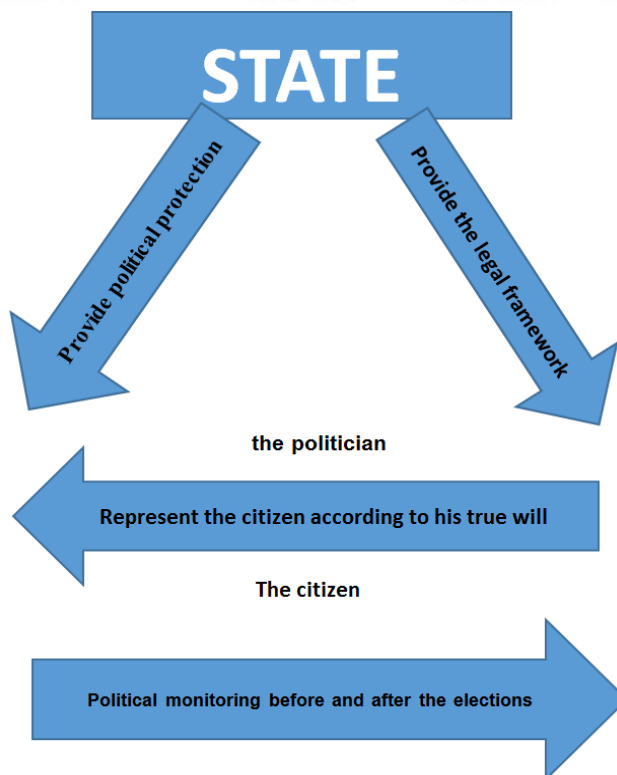 STATE
Provide political protection
Provide the legal framework
the politician
Represent the citizen according to his true will
The citizen
Political monitoring before and after the elections